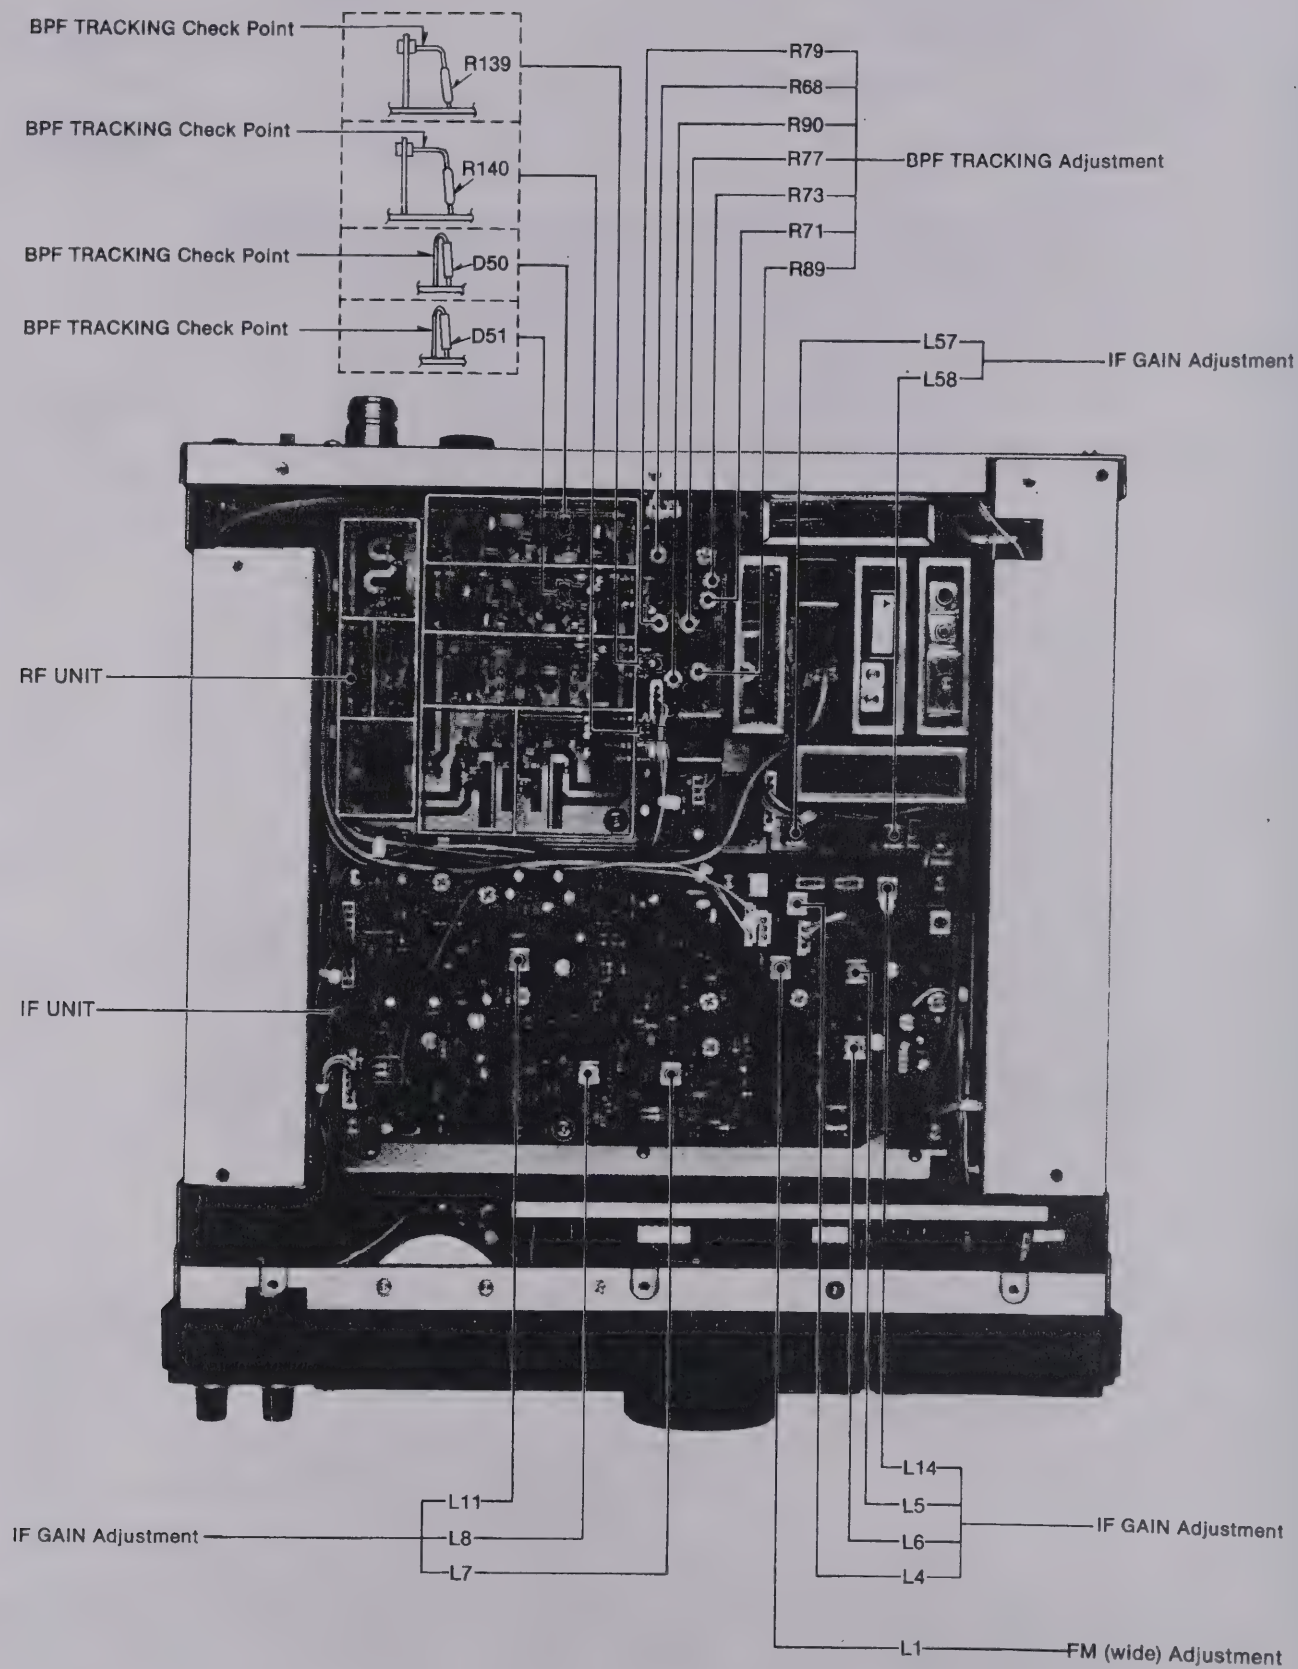 BPF TRACKING Check Point
R139
BPF TRACKING Check Point
R140
BPF TRACKING Check Point
D50
BPF TRACKING Check Point
D51
R79
R68
R90
R77
BPF TRACKING Adjustment
R73
R71
R89
L57
IF GAIN Adjustment
L58
RF UNIT
IF UNIT
L11
IF GAIN Adjustment
L8
L7
L14
L5
IF GAIN Adjustment
L6
L4
L1
FM (wide) Adjustment